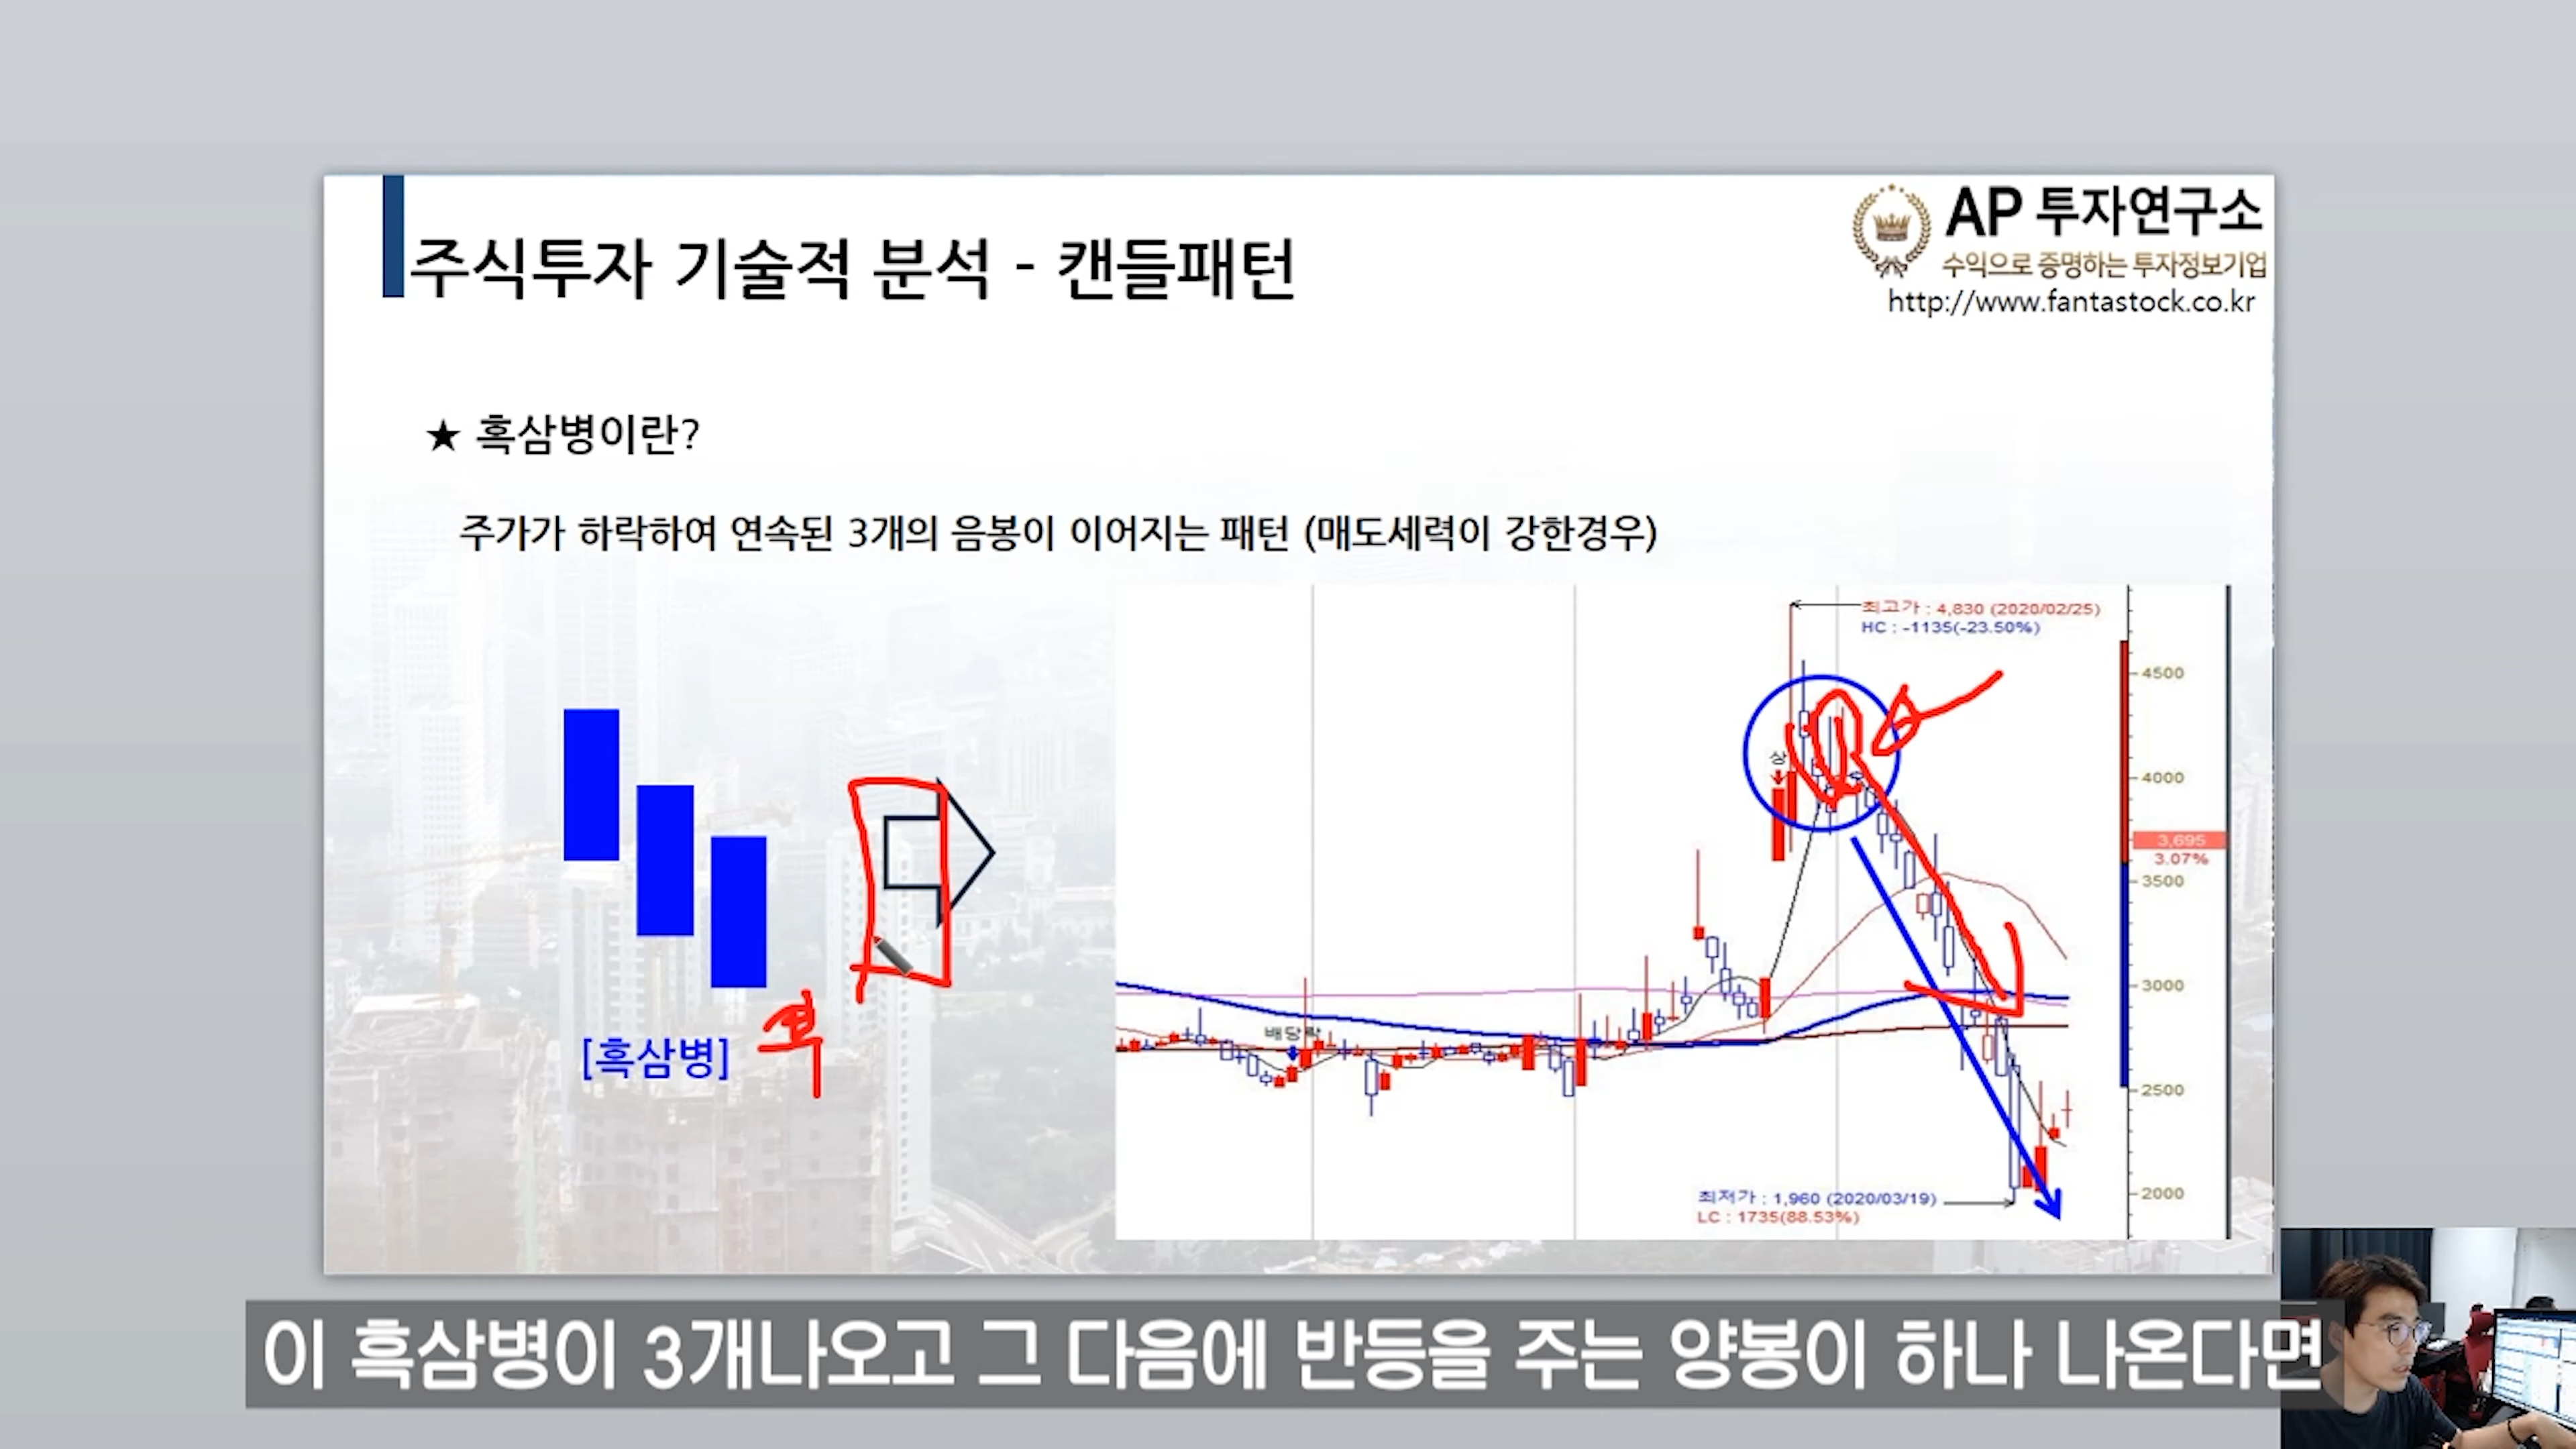 AP 투자연구소
수익으로 증명하는 투자정보기업
http://www.fantastock.co.kr
주식투자 기술적 분석 - 캔들패턴
★ 흑삼병이란?
주가가 하락하여 연속된 3개의 음봉이 이어지는 패턴 (매도세력이 강한경우)
최고가 : 4,830 (2020/02/25)
HC : -1135(-23.50%)
4500
상
4000
3,695
3.07%
3500
3000
배당락
[흑삼병]
2500
2000
최저가 : 1,960 (2020/03/19)
LC : 1735(88.53%)
이 흑삼병이 3개나오고 그 다음에 반등을 주는 양봉이 하나 나온다면